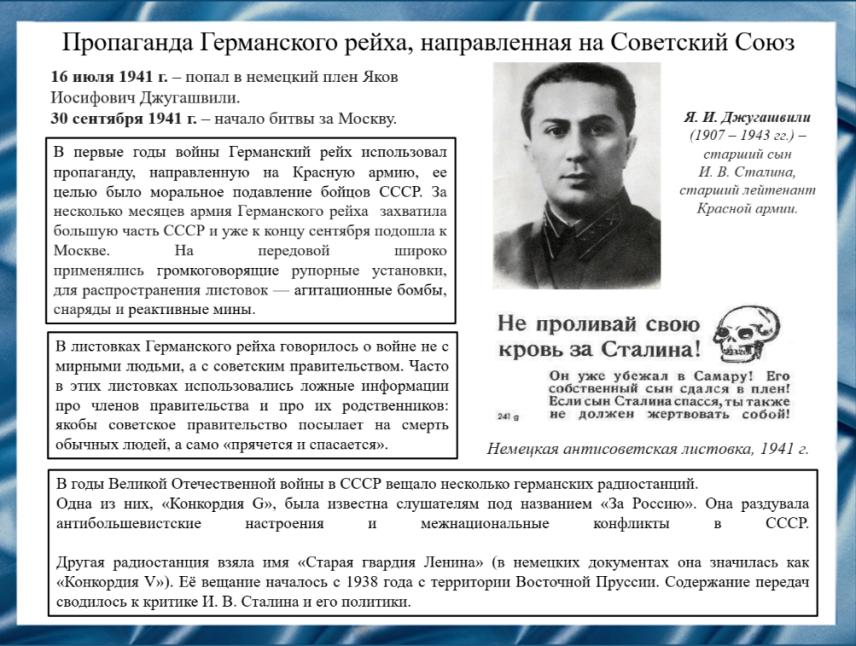 Пропаганда Германского рейха, направленная на Советский Союз
16 июля 1941 г. – попал в немецкий плен Яков
Иосифович Джугашвили.
30 сентября 1941 г. – начало битвы за Москву.
В первые годы войны Германский рейх использовал
пропаганду, направленную на Красную армию, ее
целью было моральное подавление бойцов СССР. За
несколько месяцев армия Германского рейха захватила
большую часть СССР и уже к концу сентября подошла к
Москве. На передовой широко
применялись громкоговорящие рупорные установки,
для распространения листовок — агитационные бомбы,
снаряды и реактивные мины.
Я. И. Джугашвили
(1907 – 1943 гг.) –
старший сын
И. В. Сталина,
старший лейтенант
Красной армии.
В листовках Германского рейха говорилось о войне не с
мирными людьми, а с советским правительством. Часто
в этих листовках использовались ложные информации
про членов правительства и про их родственников:
якобы советское правительство посылает на смерть
обычных людей, а само «прячется и спасается».
Не проливай свою
кровь за Сталина!
Он уже убежал в Самару! Его
собственный сын сдался в плен!
Если сын Сталина спасся, ты также
не должен жертвовать собой!
241 g
Немецкая антисоветская листовка, 1941 г.
В годы Великой Отечественной войны в СССР вещало несколько германских радиостанций.
Одна из них, «Конкордия G», была известна слушателям под названием «За Россию». Она раздувала
антибольшевистские настроения и межнациональные конфликты в СССР.
Другая радиостанция взяла имя «Старая гвардия Ленина» (в немецких документах она значилась как
«Конкордия V»). Её вещание началось с 1938 года с территории Восточной Пруссии. Содержание передач
сводилось к критике И. В. Сталина и его политики.